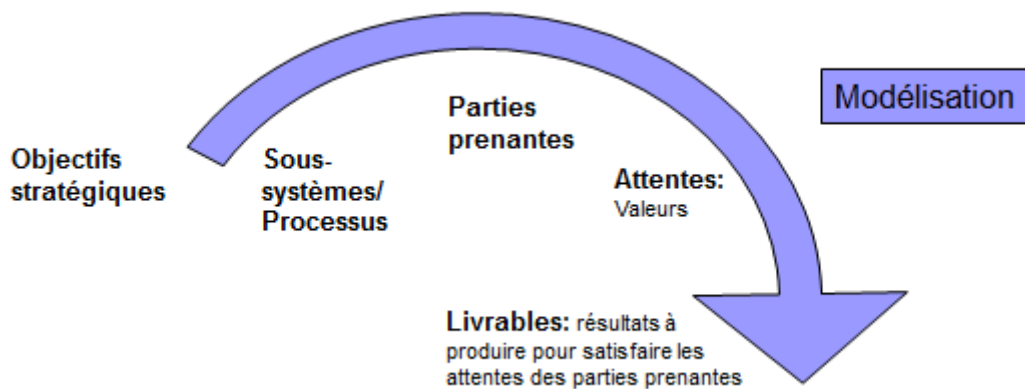 Objectifs
stratégiques
Sous-
systèmes/
Processus
Parties
prenantes
Attentes:
Valeurs
Modélisation
Livrables: résultats à
produire pour satisfaire les
attentes des parties prenantes